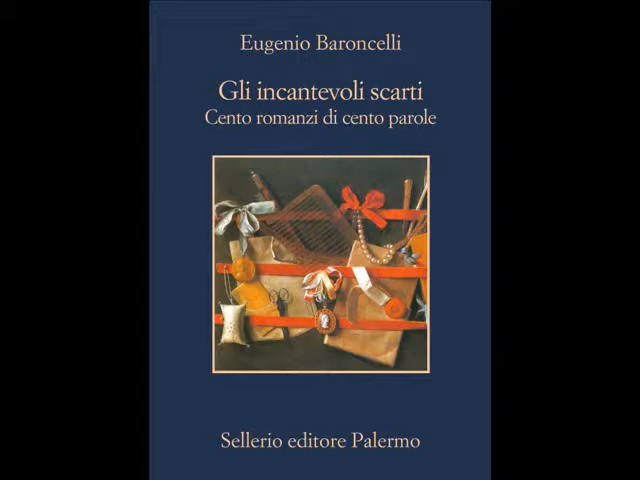 Eugenio Baroncelli
Gli incantevoli scarti
Cento romanzi di cento parole
Sellerio editore Palermo